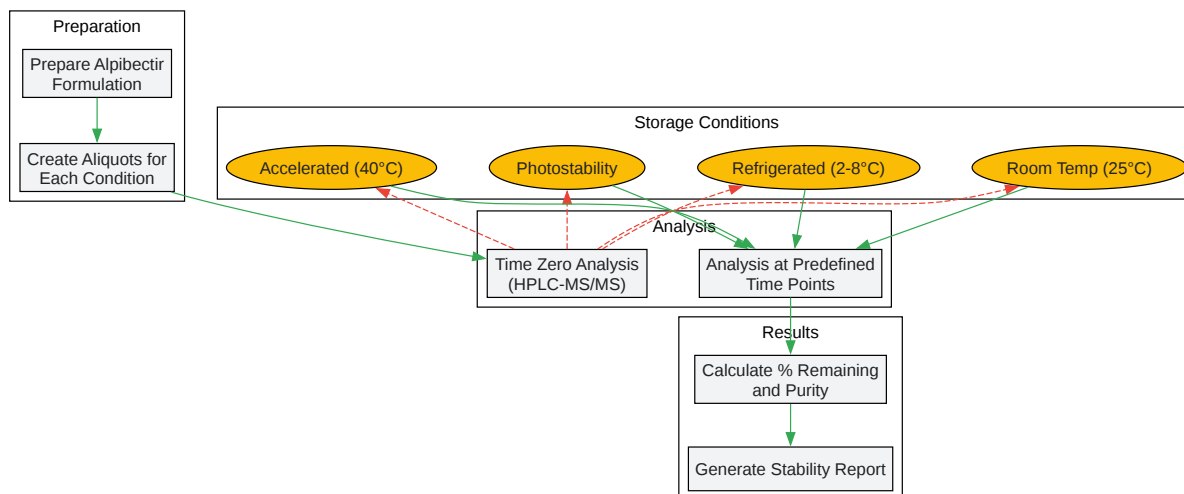 Preparation
Prepare Alpibectir
Formulation
Create Aliquots for
Each Condition
Storage Conditions
Accelerated (40°C)
Photostability
Refrigerated (2-8°C)
Room Temp (25°C)
Analysis
Time Zero Analysis
(HPLC-MS/MS)
Analysis at Predefined
Time Points
Results
Calculate % Remaining
and Purity
Generate Stability Report